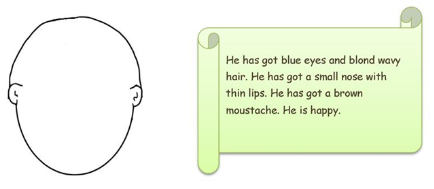 He has got blue eyes and blond wavy
hair. He has got a small nose with
thin lips. He has got a brown
moustache. He is happy.